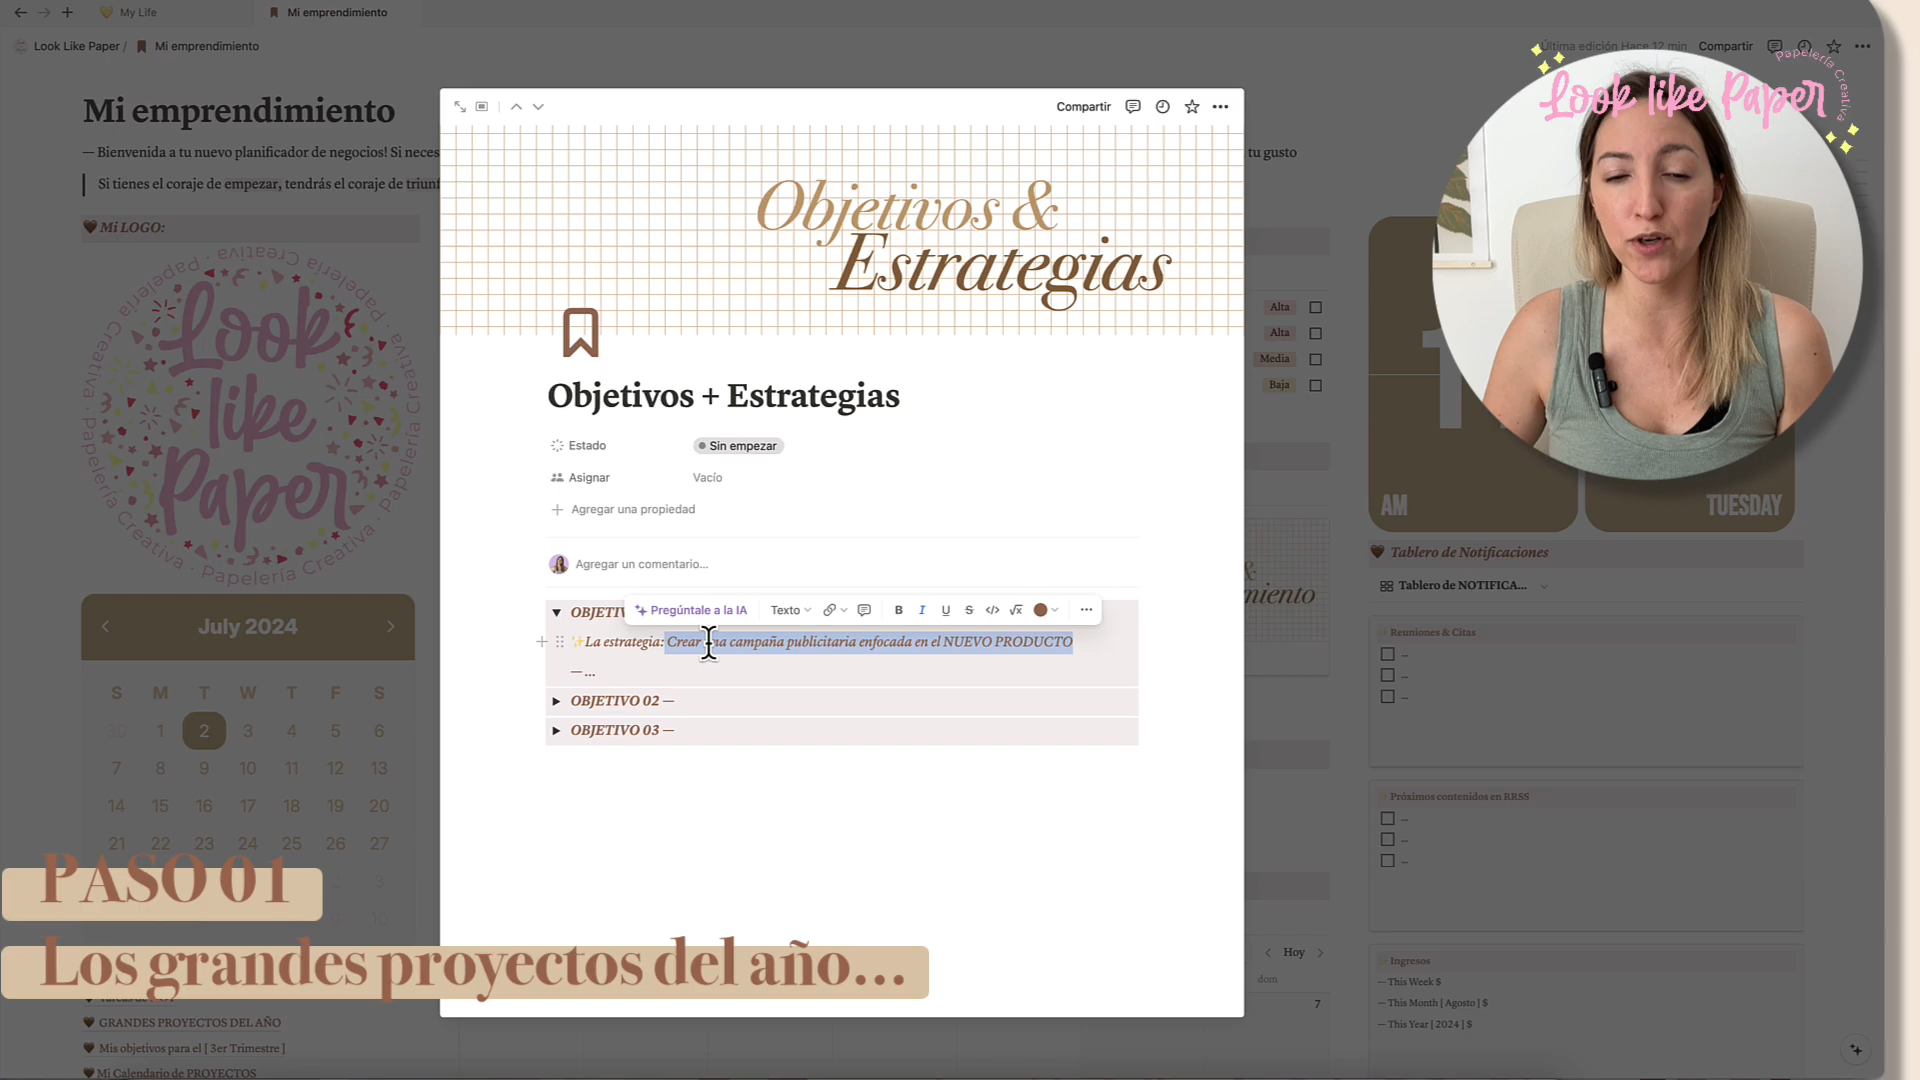 My Life
Mi emprendimiento
Look Like Paper / Mi emprendimiento
Última edición Hace 12 min
Compartir
Papelería Creativa
Look like Paper
Mi emprendimiento
— Bienvenida a tu nuevo planificador de negocios! Si neces
tu gusto
Si tienes el coraje de empezar, tendrás el coraje de triunf
Mi LOGO:
Look like Paper
Papelería Creativa
July 2024
S M T W T F S
30 1 2 3 4 5 6
7 8 9 10 11 12 13
14 15 16 17 18 19 20
21 22 23 24 25 26 27
3
10
PASO 01
Los grandes proyectos del año...
GRANDES PROYECTOS DEL AÑO
Mis objetivos para el [ 3er Trimestre ]
Mi Calendario de PROYECTOS
Compartir
Objetivos &
Estrategias
Objetivos + Estrategias
Estado Sin empezar
Asignar Vacío
Agregar una propiedad
Agregar un comentario...
OBJETIV
Pregúntale a la IA Texto B I U S </> √x
La estrategia: Crear una campaña publicitaria enfocada en el NUEVO PRODUCTO
— ...
OBJETIVO 02 —
OBJETIVO 03 —
Alta
Alta
Media
Baja
&
miento
Hoy
dom
7
AM
TUESDAY
Tablero de Notificaciones
Tablero de NOTIFICA...
Reuniones & Citas
Próximos contenidos en RRSS
Ingresos
— This Week $
— This Month [ Agosto ] $
— This Year [ 2024 ] $